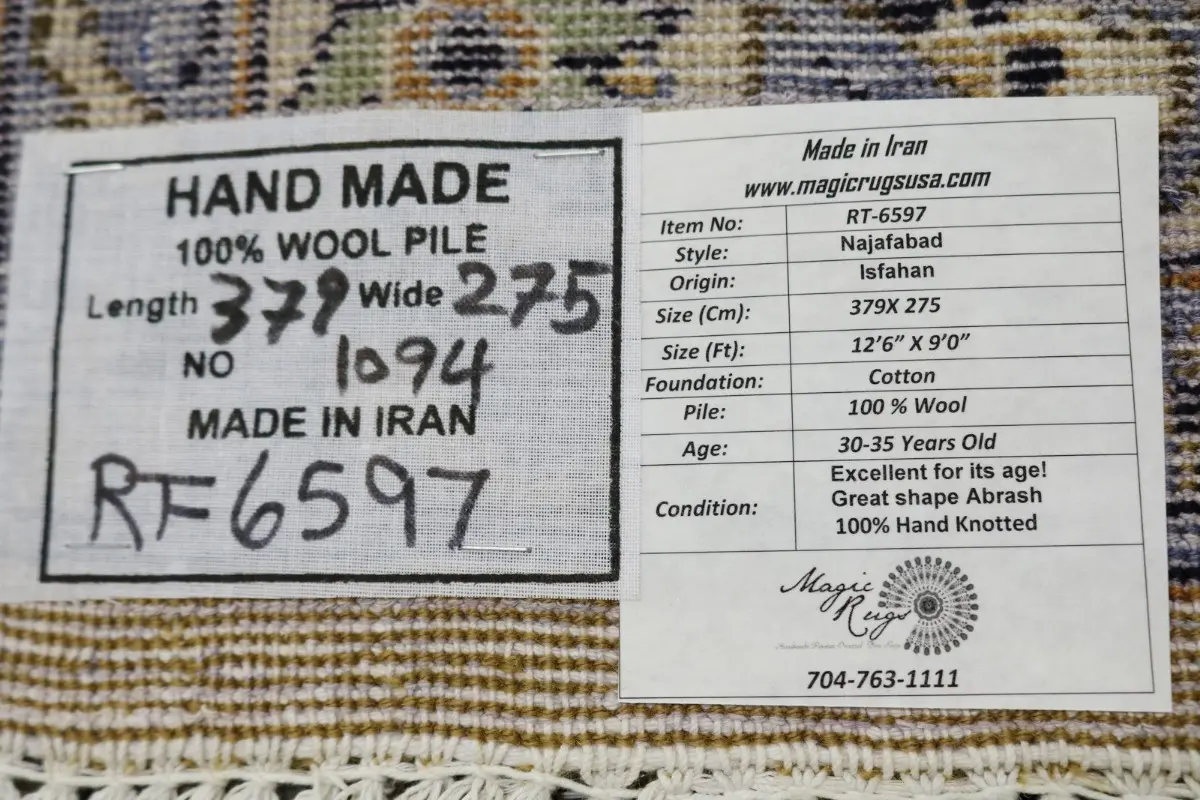 HAND MADE
100% WOOL PILE
Length 379 Wide 275
NO 1094
MADE IN IRAN
RT-6597
Made in Iran
www.magicrugsusa.com
Item No: RT-6597
Style: Najafabad
Origin: Isfahan
Size (Cm): 379X 275
Size (Ft): 12'6" X 9'0"
Foundation: Cotton
Pile: 100 % Wool
Age: 30-35 Years Old
Condition: Excellent for its age!
Great shape Abrash
100% Hand Knotted
Magic
Rugs
704-763-1111